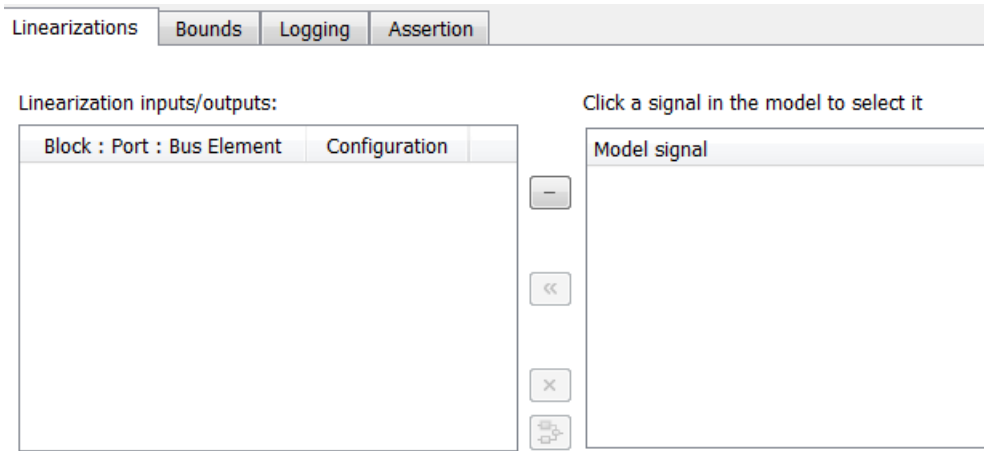 Linearizations Bounds Logging Assertion
Linearization inputs/outputs: Click a signal in the model to select it
Block : Port : Bus Element Configuration Model signal
−
«
×